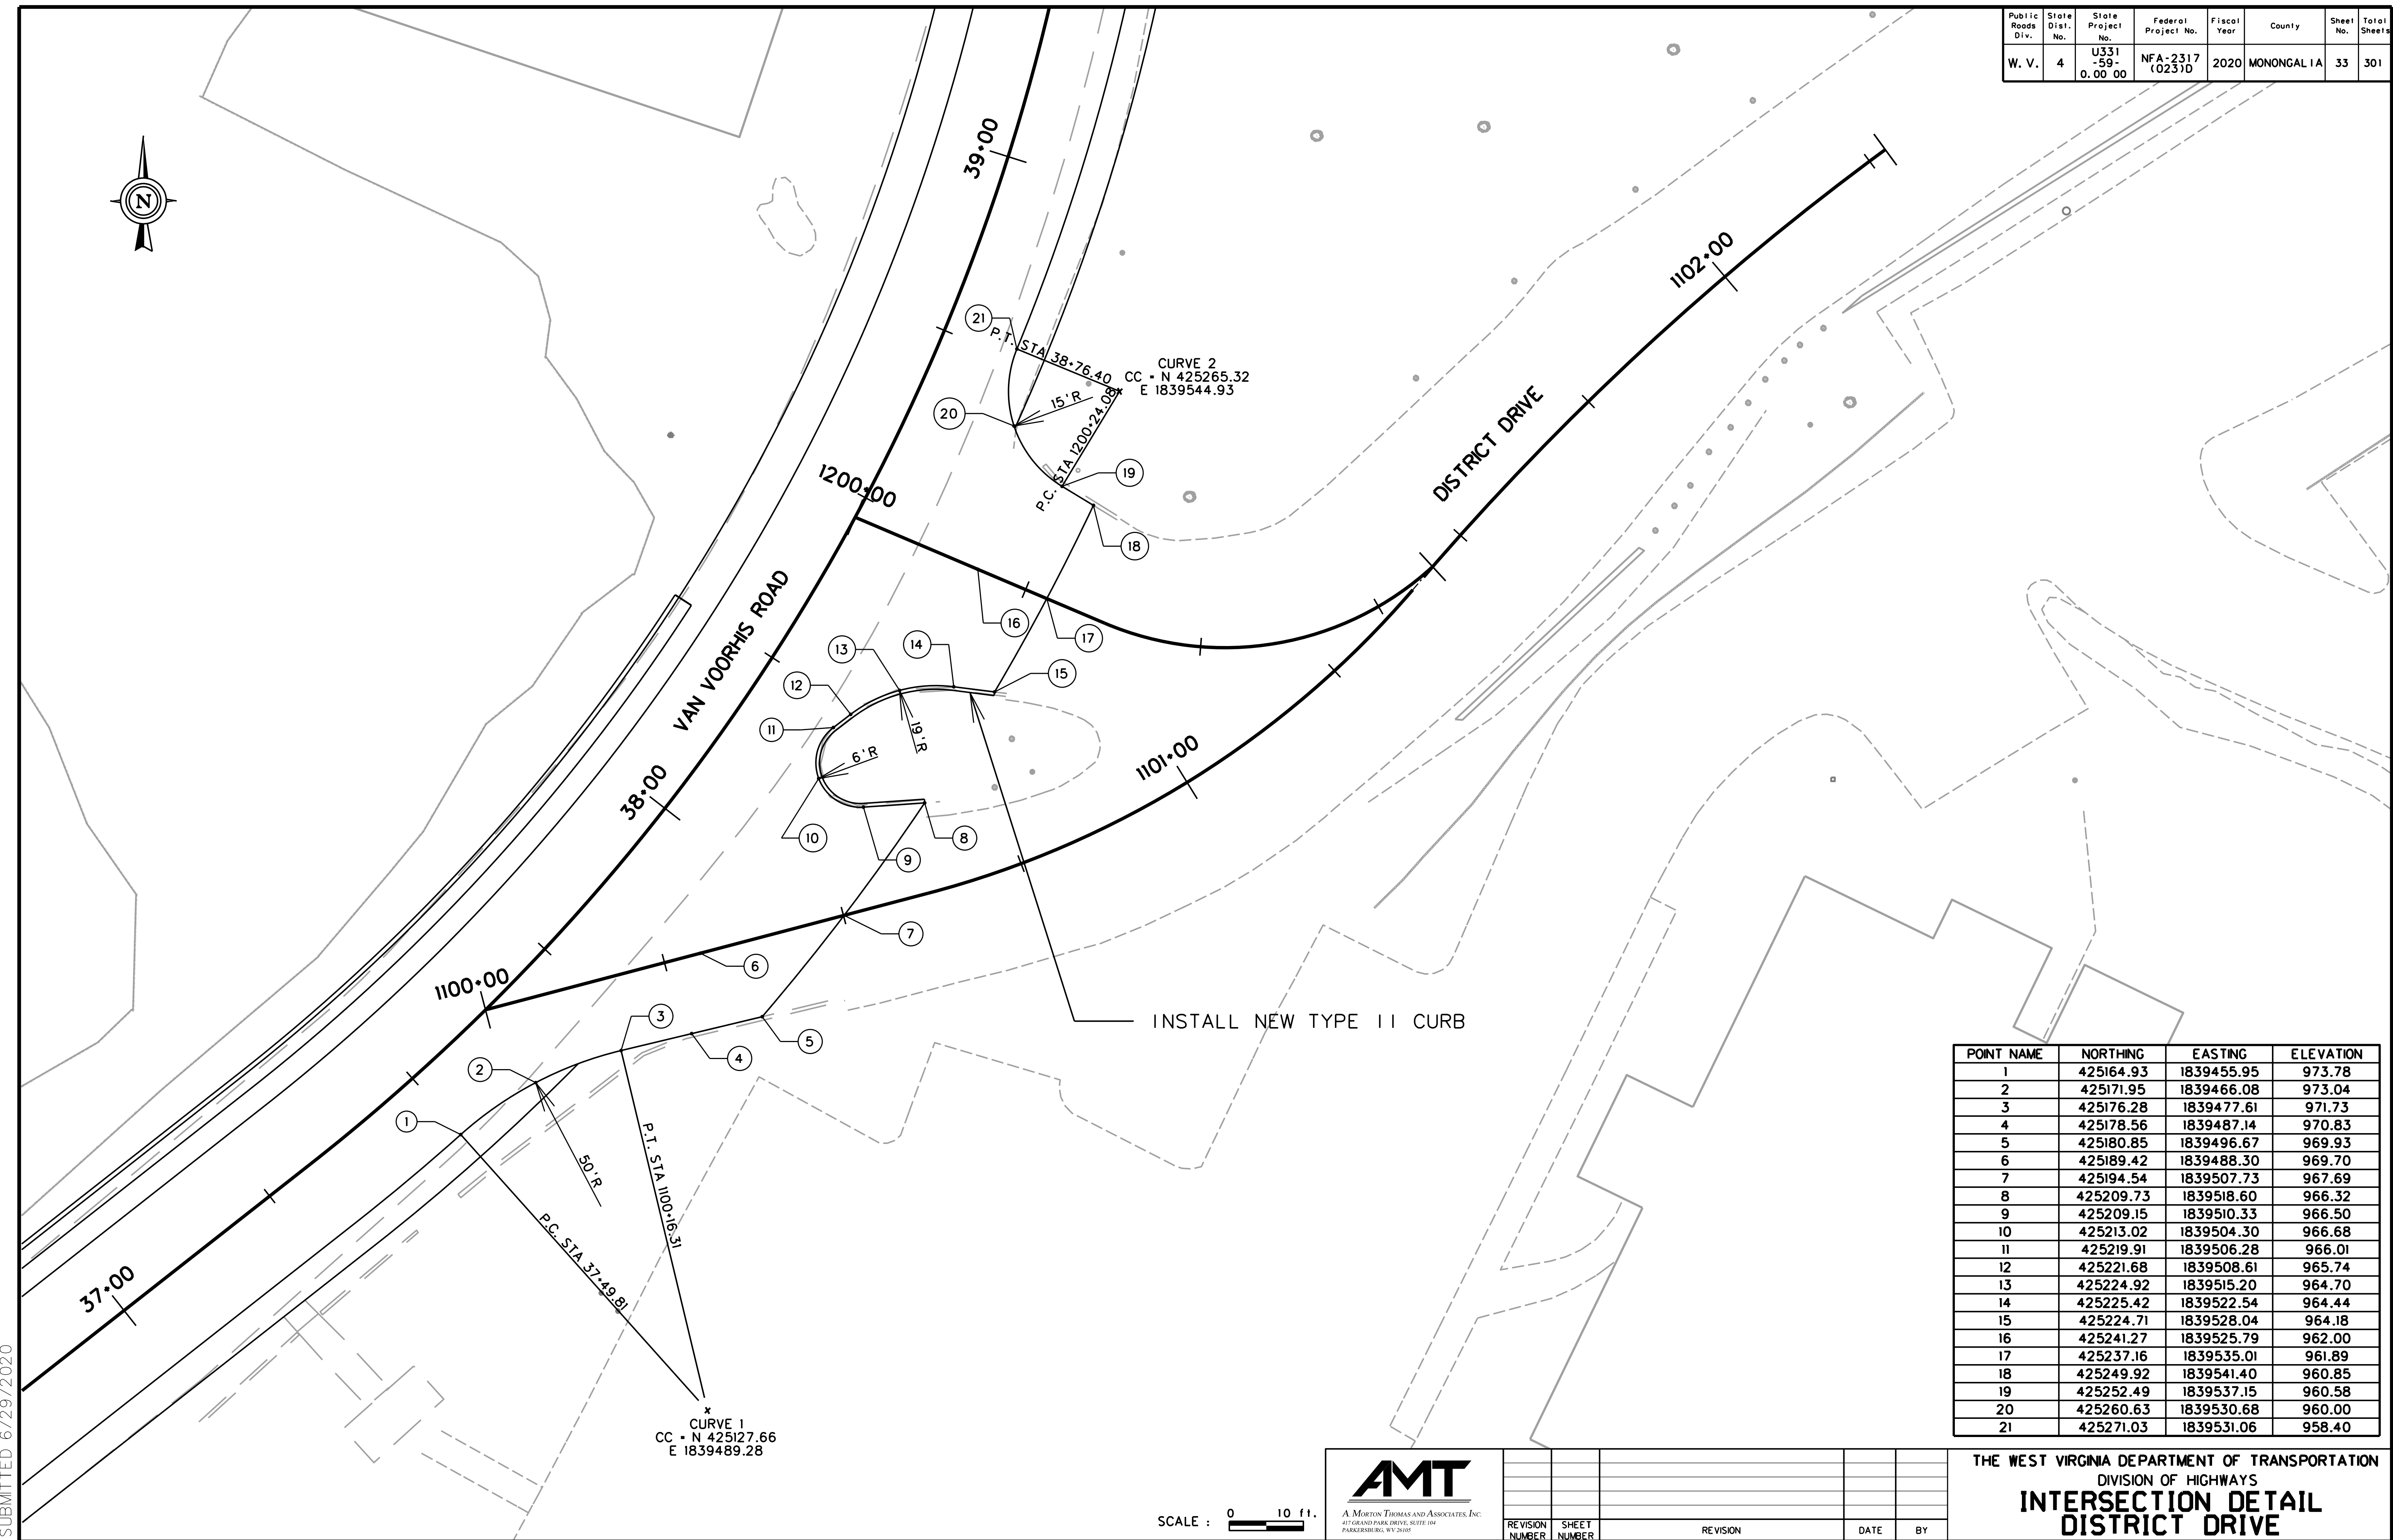 Public Roads Div. State Dist. No. State Project No. Federal Project No. Fiscal Year County Sheet No. Total Sheets
W. V. 4 U331 -59- 0.00 00 NFA-2317 (023)D 2020 MONONGALIA 33 301
N
39+00
21
P.T. STA 38+76.40
CURVE 2
CC = N 425265.32
E 1839544.93
15'R
20
P.C. STA 1200+24.08
19
18
1102+00
DISTRICT DRIVE
1200+00
VAN VOORHIS ROAD
16
17
13
14
15
12
11
19'R
6'R
1101+00
38+00
10
8
9
7
6
1100+00
3
5
4
2
1
INSTALL NEW TYPE II CURB
50'R
P.T. STA 1100+16.31
P.C. STA 37+49.81
37+00
CURVE 1
CC = N 425127.66
E 1839489.28
POINT NAME NORTHING EASTING ELEVATION
1 425164.93 1839455.95 973.78
2 425171.95 1839466.08 973.04
3 425176.28 1839477.61 971.73
4 425178.56 1839487.14 970.83
5 425180.85 1839496.67 969.93
6 425189.42 1839488.30 969.70
7 425194.54 1839507.73 967.69
8 425209.73 1839518.60 966.32
9 425209.15 1839510.33 966.50
10 425213.02 1839504.30 966.68
11 425219.91 1839506.28 966.01
12 425221.68 1839508.61 965.74
13 425224.92 1839515.20 964.70
14 425225.42 1839522.54 964.44
15 425224.71 1839528.04 964.18
16 425241.27 1839525.79 962.00
17 425237.16 1839535.01 961.89
18 425249.92 1839541.40 960.85
19 425252.49 1839537.15 960.58
20 425260.63 1839530.68 960.00
21 425271.03 1839531.06 958.40
SUBMITTED 6/29/2020
SCALE : 0 10 ft.
AMT
A. MORTON THOMAS AND ASSOCIATES, INC.
417 GRAND PARK DRIVE, SUITE 104
PARKERSBURG, WV 26105
REVISION NUMBER SHEET NUMBER REVISION DATE BY
THE WEST VIRGINIA DEPARTMENT OF TRANSPORTATION
DIVISION OF HIGHWAYS
INTERSECTION DETAIL
DISTRICT DRIVE